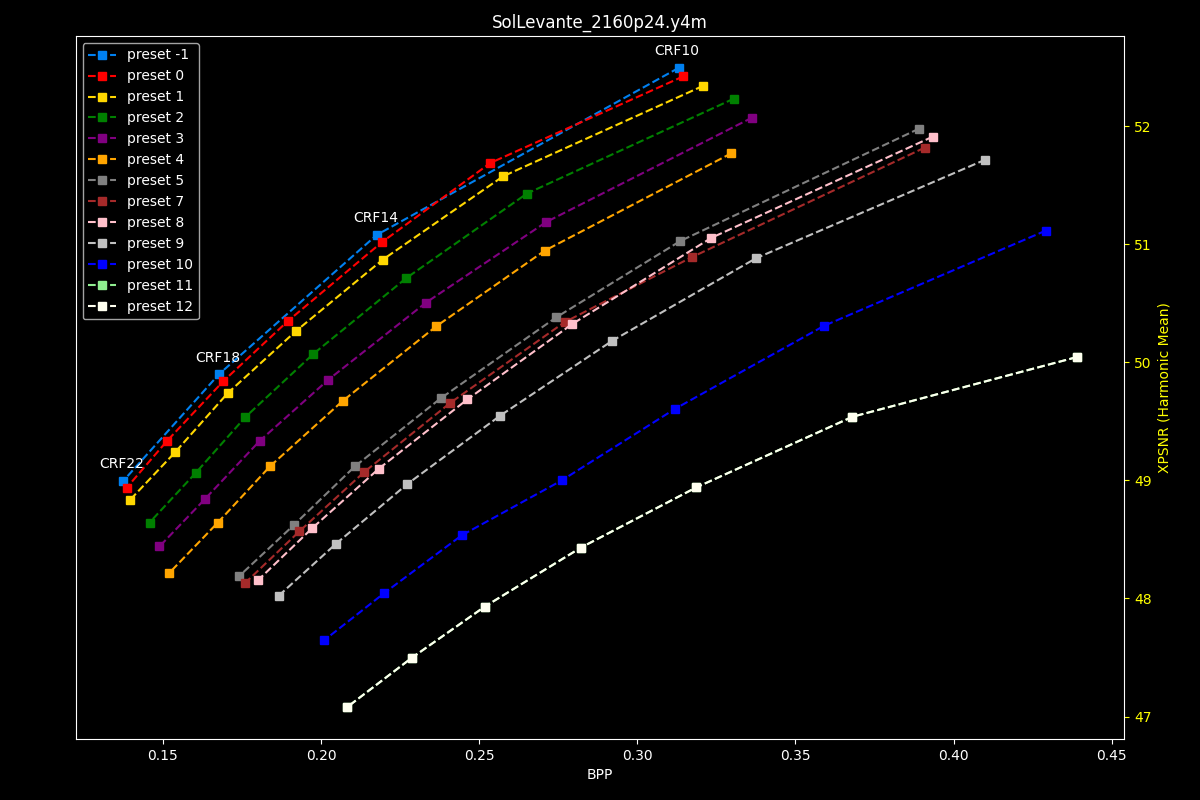 SolLevante_2160p24.y4m
preset -1
preset 0
preset 1
preset 2
preset 3
preset 4
preset 5
preset 7
preset 8
preset 9
preset 10
preset 11
preset 12
CRF10
CRF14
CRF18
CRF22
52
51
50
49
48
47
XPSNR (Harmonic Mean)
0.15 0.20 0.25 0.30 0.35 0.40 0.45
BPP